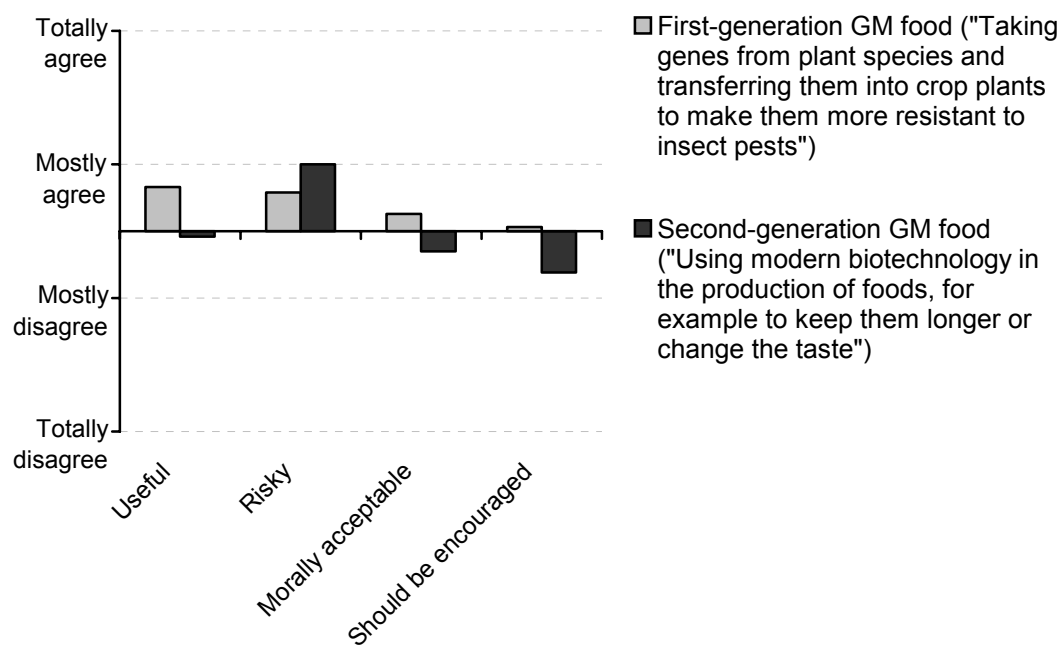 Totally
agree
Mostly
agree
Mostly
disagree
Totally
disagree
Useful
Risky
Morally acceptable
Should be encouraged
First-generation GM food ("Taking
genes from plant species and
transferring them into crop plants
to make them more resistant to
insect pests")
Second-generation GM food
("Using modern biotechnology in
the production of foods, for
example to keep them longer or
change the taste")